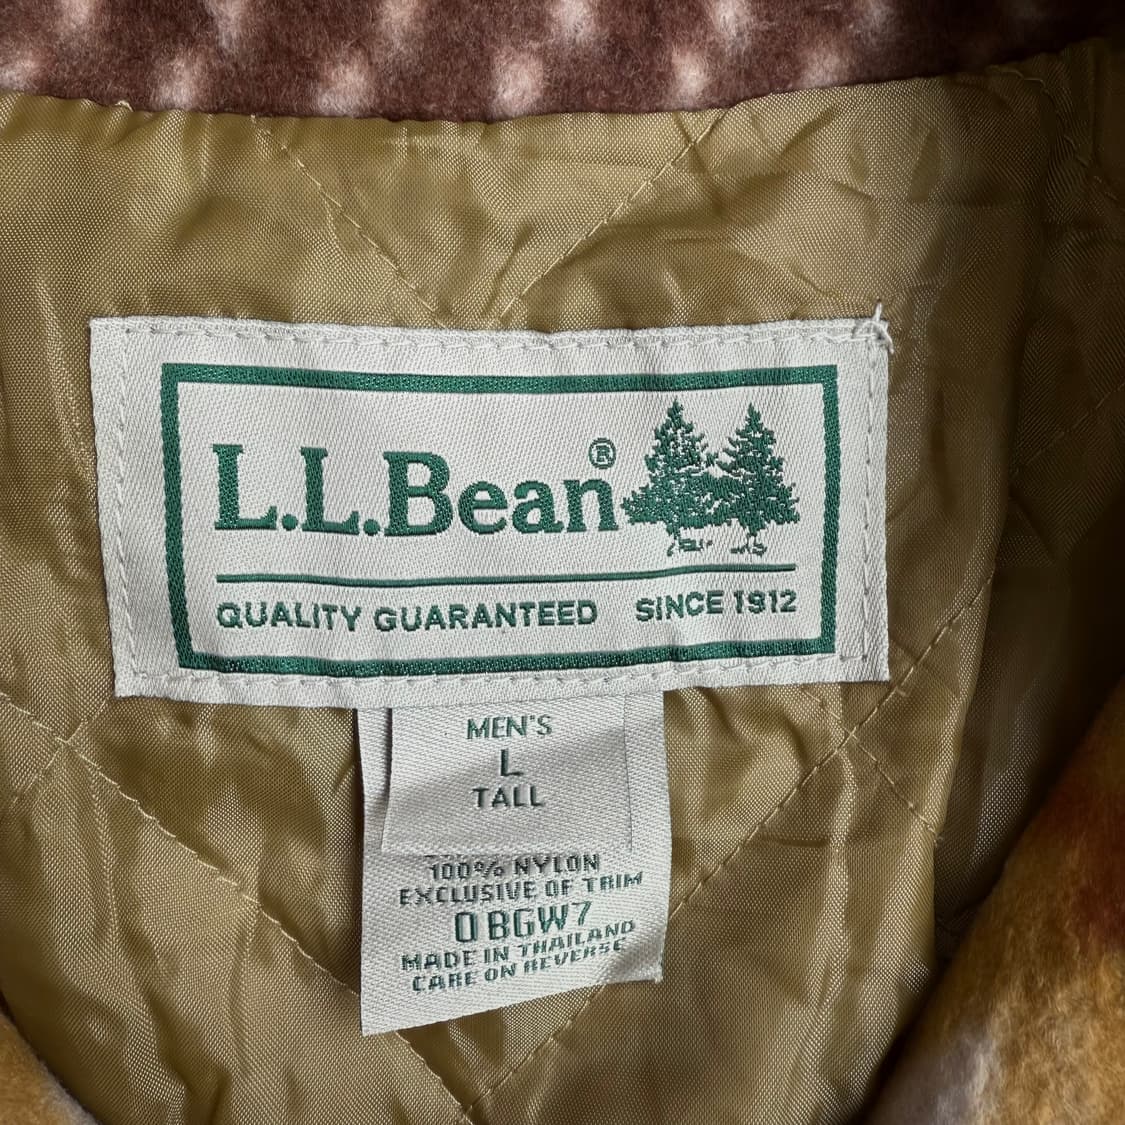 L.L.Bean®
QUALITY GUARANTEED SINCE 1912
MEN'S
L
TALL
100% NYLON
EXCLUSIVE OF TRIM
0BGW7
MADE IN THAILAND
CARE ON REVERSE